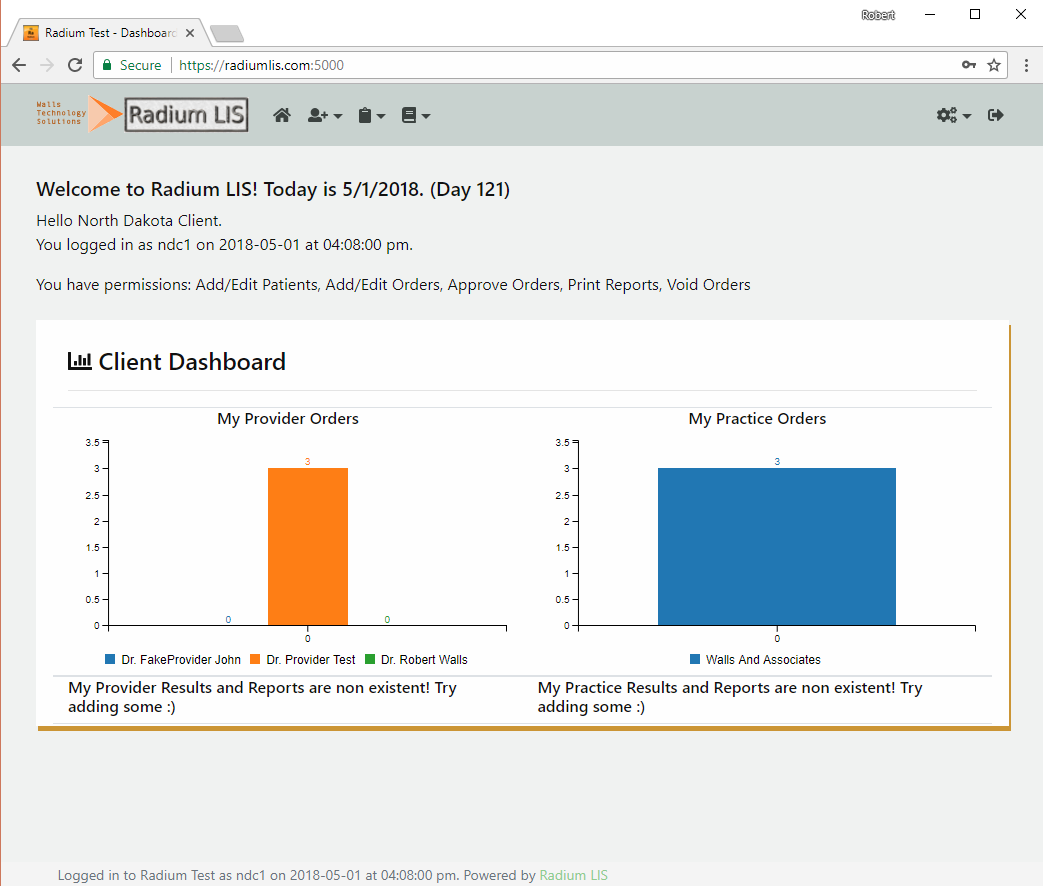 Robert
Radium Test - Dashboard
Secure https://radiumlis.com:5000
Walls
Technology
Solutions
Radium LIS
Welcome to Radium LIS! Today is 5/1/2018. (Day 121)
Hello North Dakota Client.
You logged in as ndc1 on 2018-05-01 at 04:08:00 pm.
You have permissions: Add/Edit Patients, Add/Edit Orders, Approve Orders, Print Reports, Void Orders
Client Dashboard
My Provider Orders
3.5
3
2.5
2
1.5
1
0.5
0
0
3
0
0
Dr. FakeProvider John Dr. Provider Test Dr. Robert Walls
My Practice Orders
3.5
3
2.5
2
1.5
1
0.5
0
3
0
Walls And Associates
My Provider Results and Reports are non existent! Try
adding some :)
My Practice Results and Reports are non existent! Try
adding some :)
Logged in to Radium Test as ndc1 on 2018-05-01 at 04:08:00 pm. Powered by Radium LIS